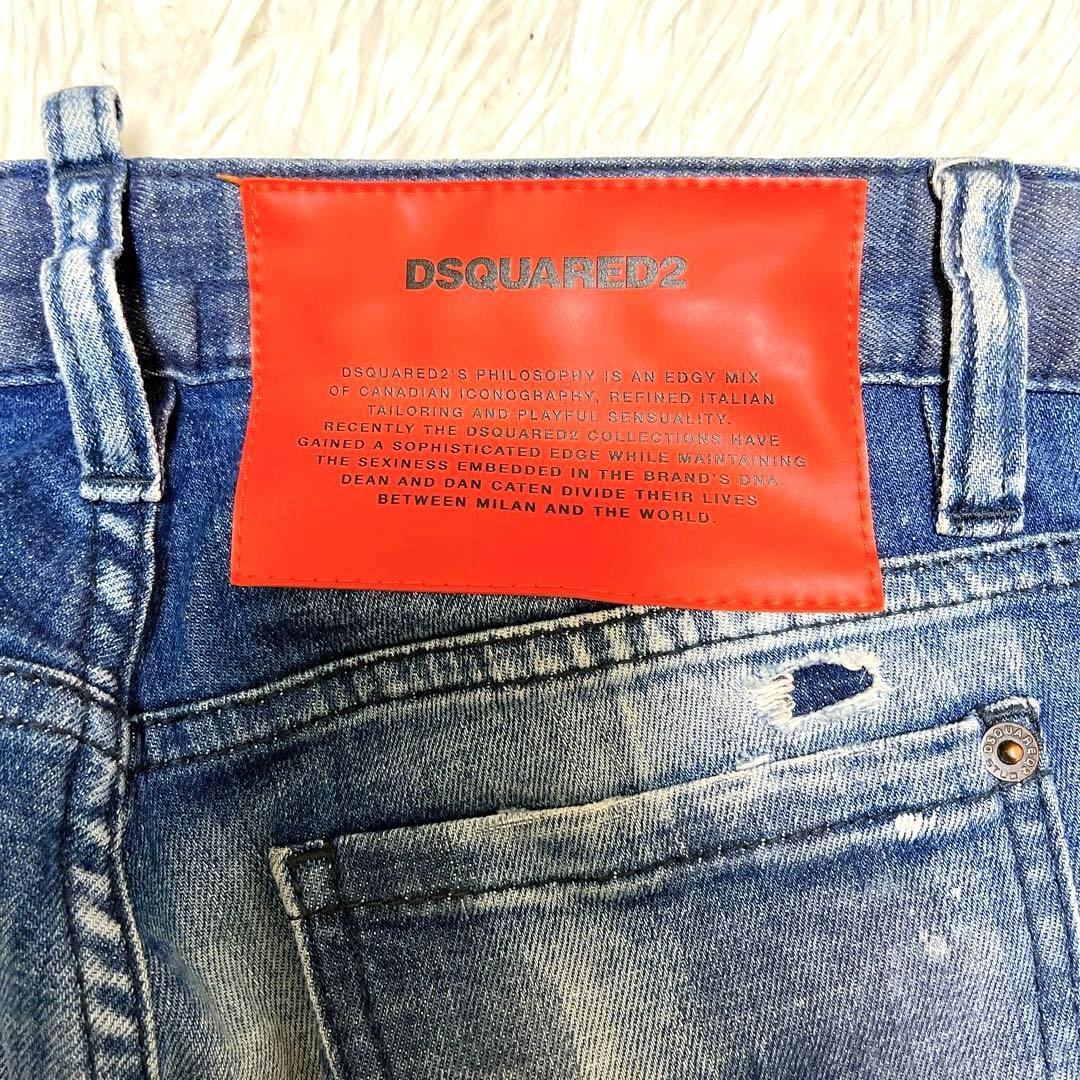 DSQUARED2
DSQUARED2'S PHILOSOPHY IS AN EDGY MIX
OF CANADIAN ICONOGRAPHY, REFINED ITALIAN
TAILORING AND PLAYFUL SENSUALITY.
RECENTLY THE DSQUARED2 COLLECTIONS HAVE
GAINED A SOPHISTICATED EDGE WHILE MAINTAINING
THE SEXINESS EMBEDDED IN THE BRAND'S DNA.
DEAN AND DAN CATEN DIVIDE THEIR LIVES
BETWEEN MILAN AND THE WORLD.